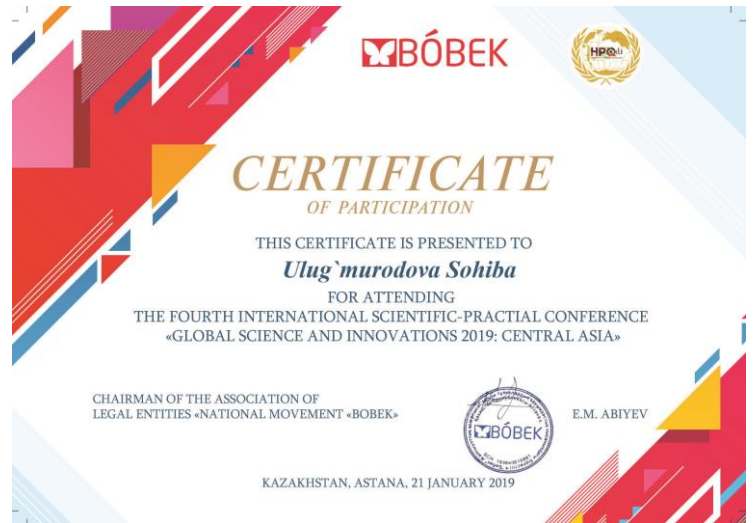 BÓBEK
HPQ
CERTIFICATE
OF PARTICIPATION
THIS CERTIFICATE IS PRESENTED TO
Ulug`murodova Sohiba
FOR ATTENDING
THE FOURTH INTERNATIONAL SCIENTIFIC-PRACTIAL CONFERENCE
«GLOBAL SCIENCE AND INNOVATIONS 2019: CENTRAL ASIA»
CHAIRMAN OF THE ASSOCIATION OF
LEGAL ENTITIES «NATIONAL MOVEMENT «BOBEK»
BÓBEK
E.M. ABIYEV
KAZAKHSTAN, ASTANA, 21 JANUARY 2019